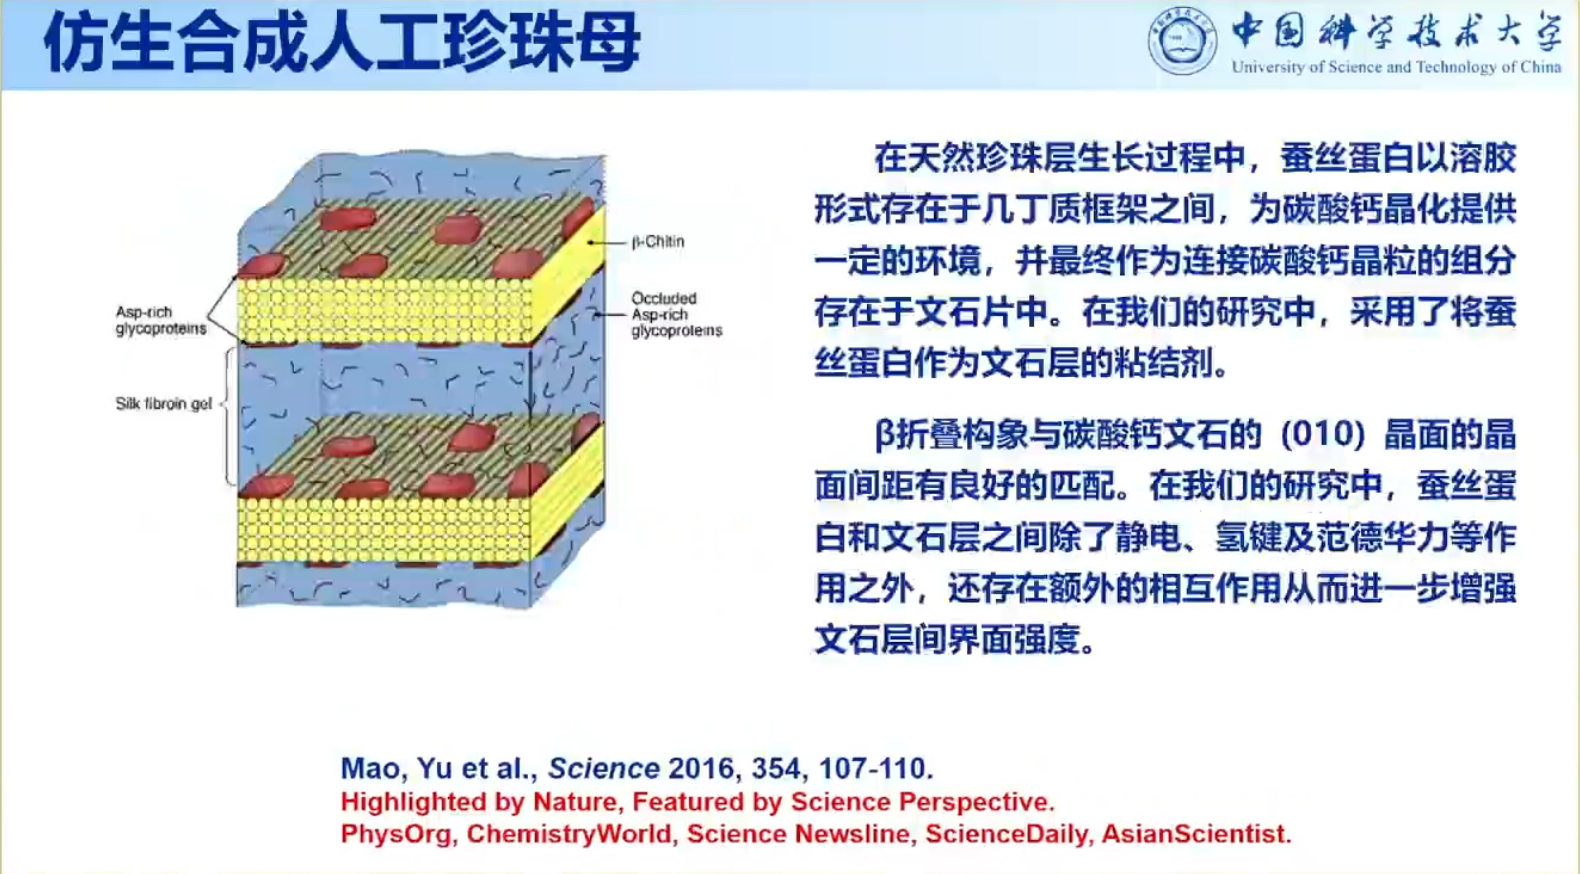 仿生合成人工珍珠母
中国科学技术大学
University of Science and Technology of China
β-Chitin
Asp-rich
glycoproteins
Occluded
Asp-rich
glycoproteins
Silk fibroin gel
在天然珍珠层生长过程中，蚕丝蛋白以溶胶
形式存在于几丁质框架之间，为碳酸钙晶化提供
一定的环境，并最终作为连接碳酸钙晶粒的组分
存在于文石片中。在我们的研究中，采用了将蚕
丝蛋白作为文石层的粘结剂。
β折叠构象与碳酸钙文石的（010）晶面的晶
面间距有良好的匹配。在我们的研究中，蚕丝蛋
白和文石层之间除了静电、氢键及范德华力等作
用之外，还存在额外的相互作用从而进一步增强
文石层间界面强度。
Mao, Yu et al., Science 2016, 354, 107-110.
Highlighted by Nature, Featured by Science Perspective.
PhysOrg, ChemistryWorld, Science Newsline, ScienceDaily, AsianScientist.